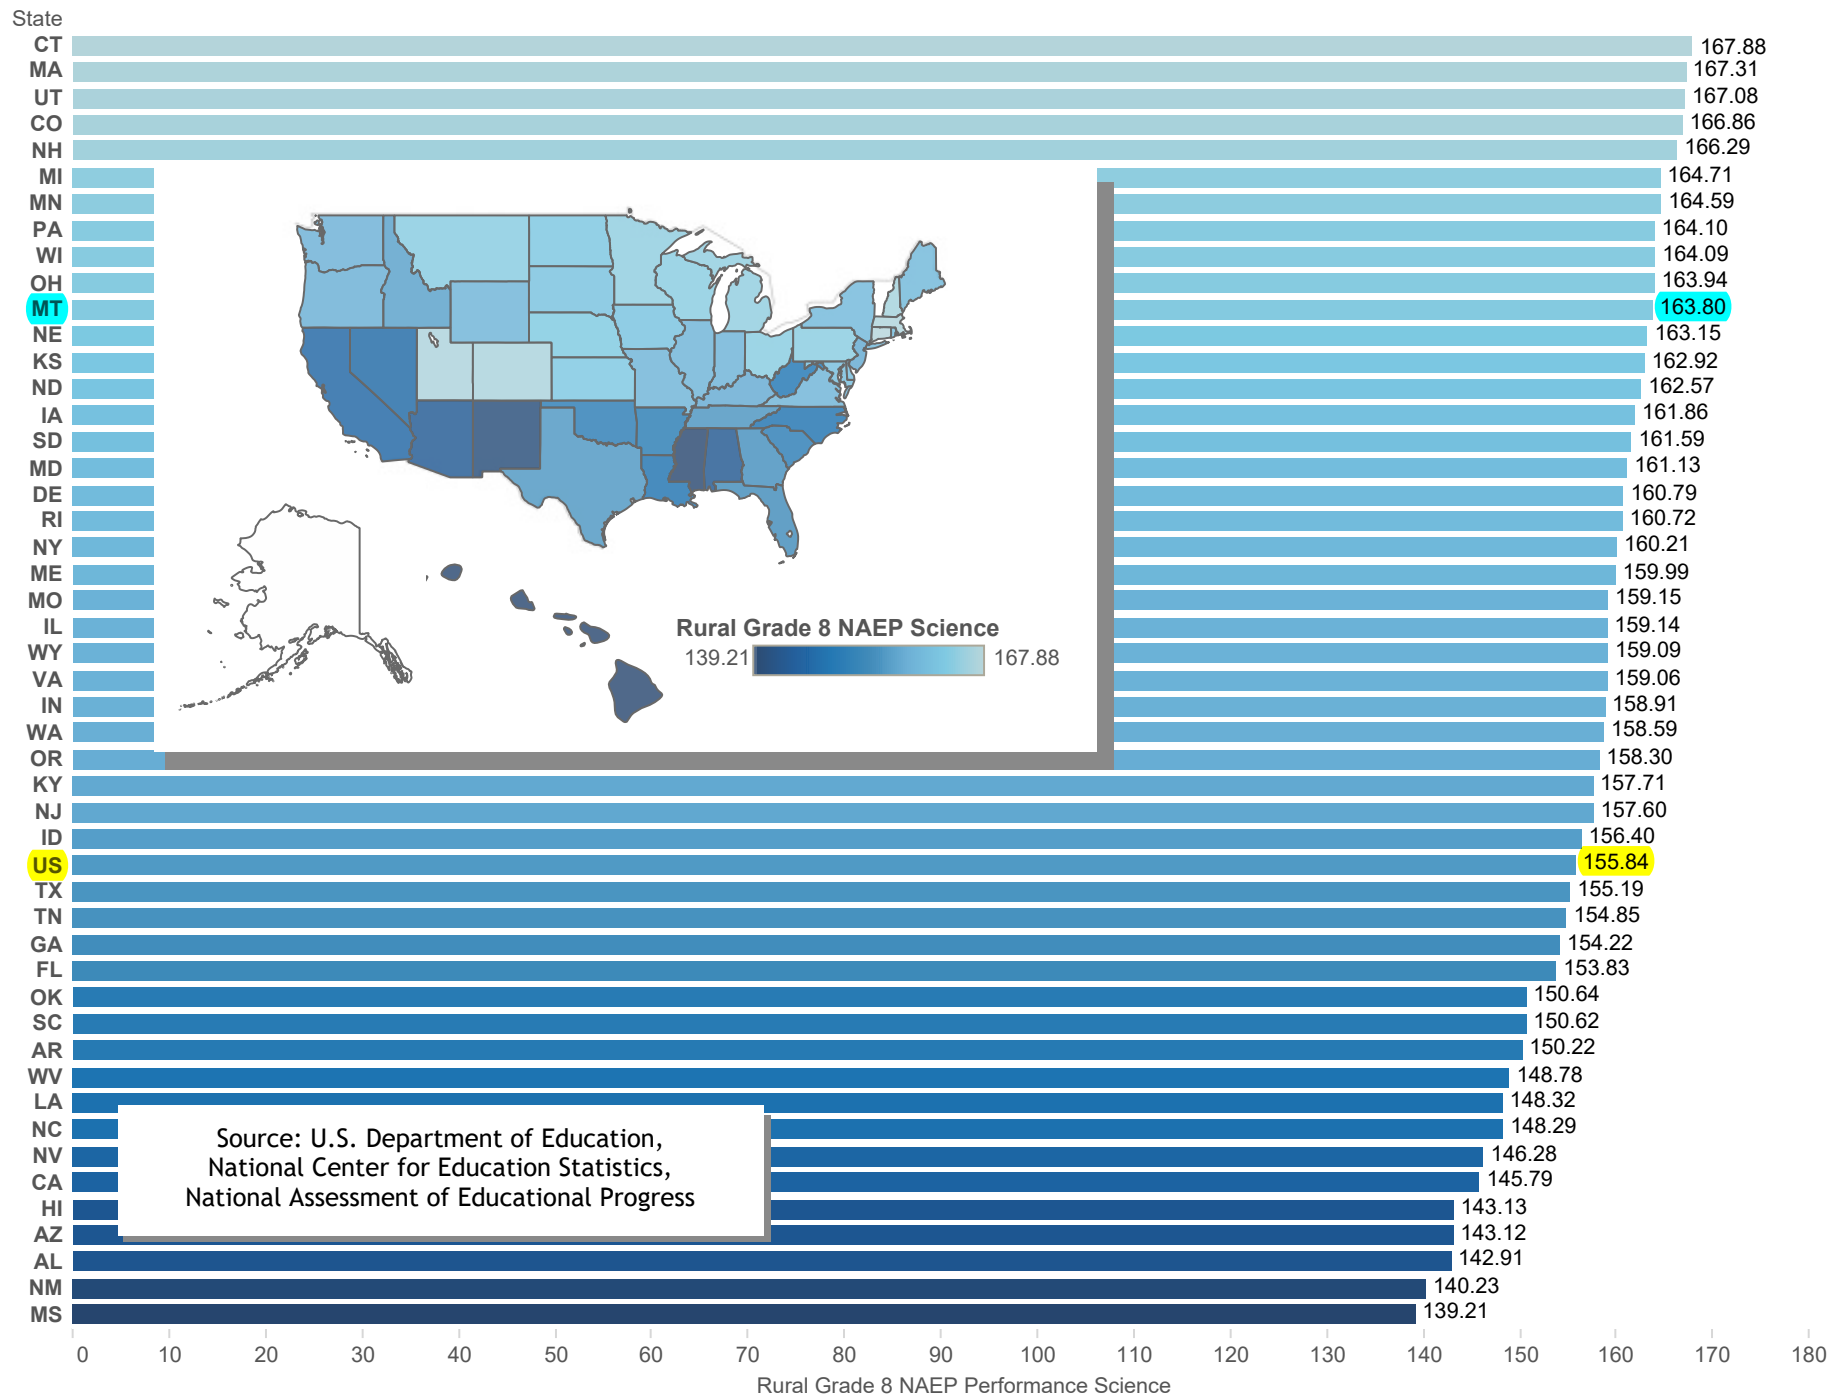 State
CT 167.88
MA 167.31
UT 167.08
CO 166.86
NH 166.29
MI 164.71
MN 164.59
PA 164.10
WI 164.09
OH 163.94
MT 163.80
NE 163.15
KS 162.92
ND 162.57
IA 161.86
SD 161.59
MD 161.13
DE 160.79
RI 160.72
NY 160.21
ME 159.99
MO 159.15
IL 159.14
WY 159.09
VA 159.06
IN 158.91
WA 158.59
OR 158.30
Rural Grade 8 NAEP Science
139.21 167.88
KY 157.71
NJ 157.60
ID 156.40
US 155.84
TX 155.19
TN 154.85
GA 154.22
FL 153.83
OK 150.64
SC 150.62
AR 150.22
WV 148.78
LA 148.32
NC 148.29
NV 146.28
CA 145.79
HI 143.13
AZ 143.12
AL 142.91
NM 140.23
MS 139.21
Source: U.S. Department of Education,
National Center for Education Statistics,
National Assessment of Educational Progress
0 10 20 30 40 50 60 70 80 90 100 110 120 130 140 150 160 170 180
Rural Grade 8 NAEP Performance Science